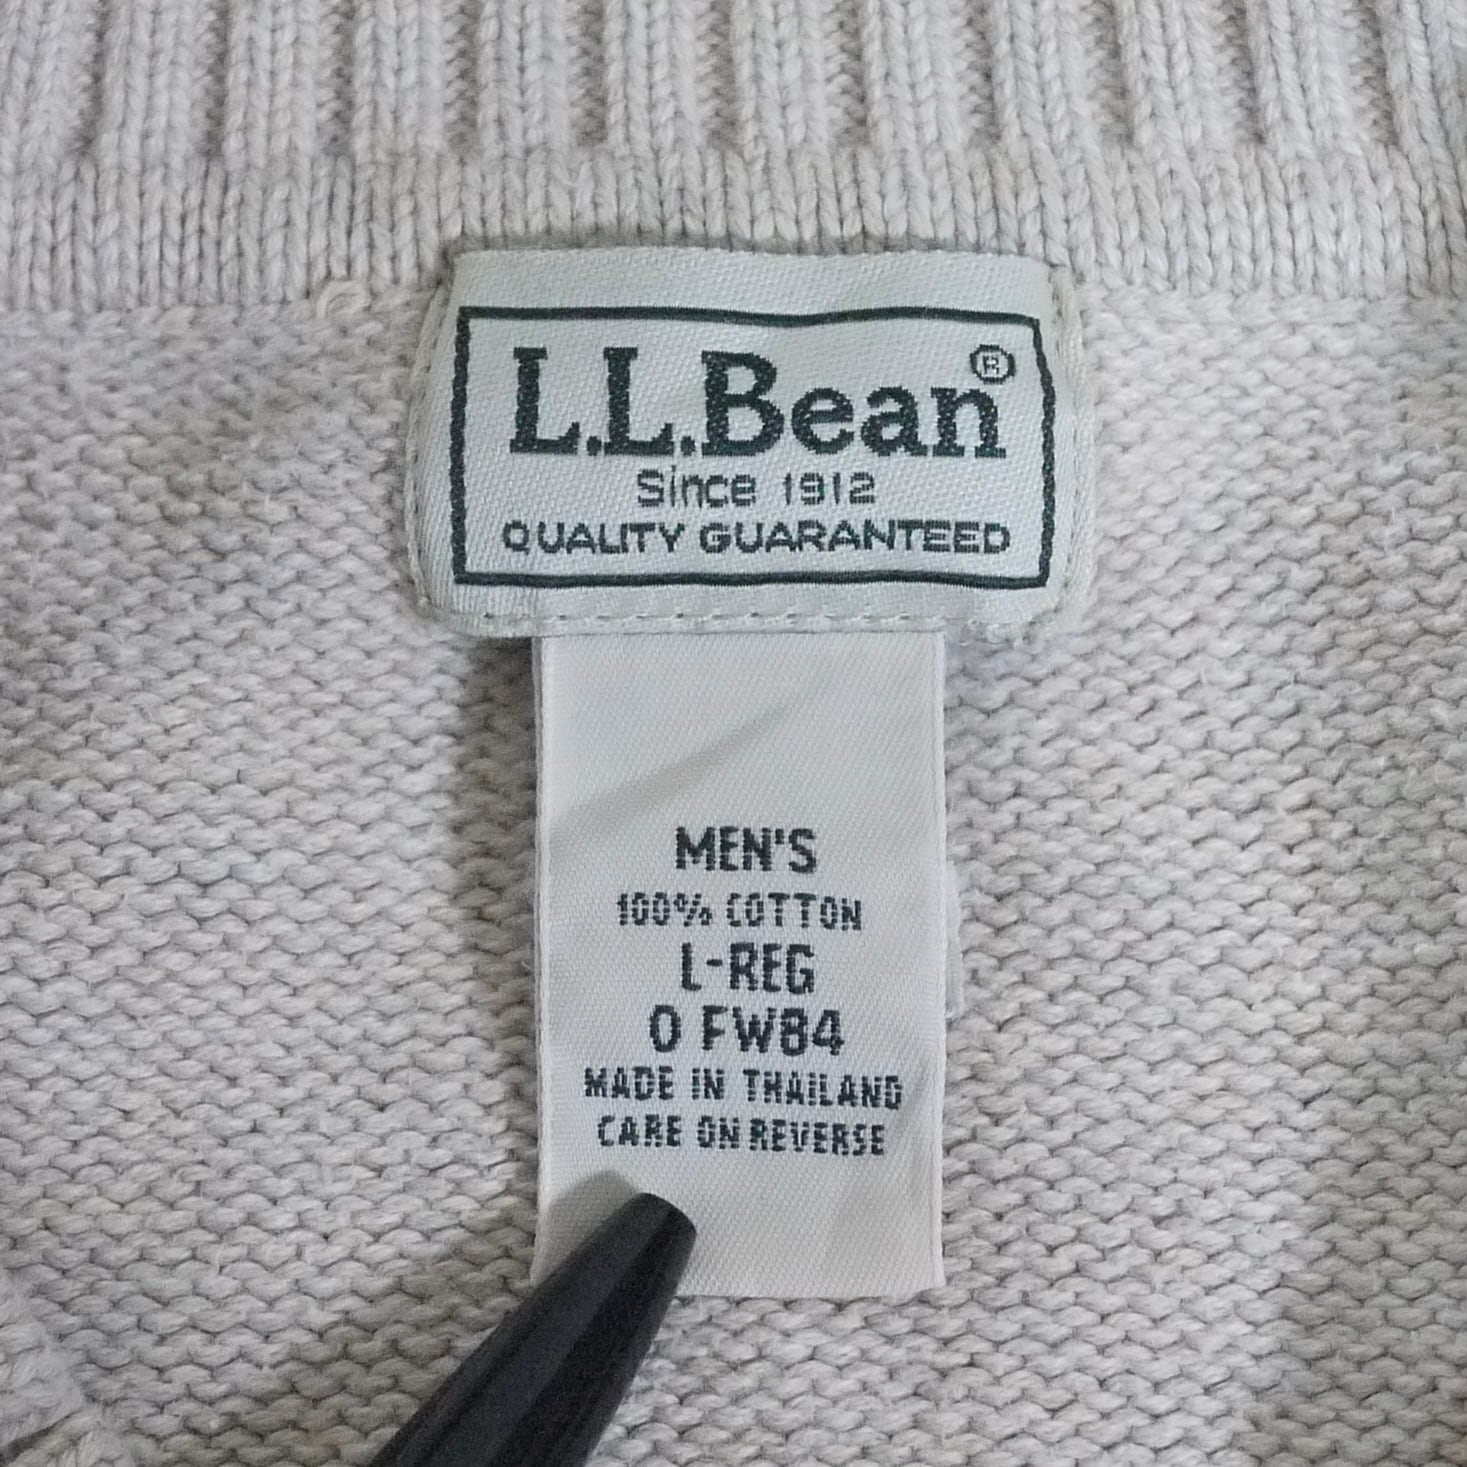 L.L.Bean®
Since 1912
QUALITY GUARANTEED
MEN'S
100% COTTON
L-REG
0 FW84
MADE IN THAILAND
CARE ON REVERSE